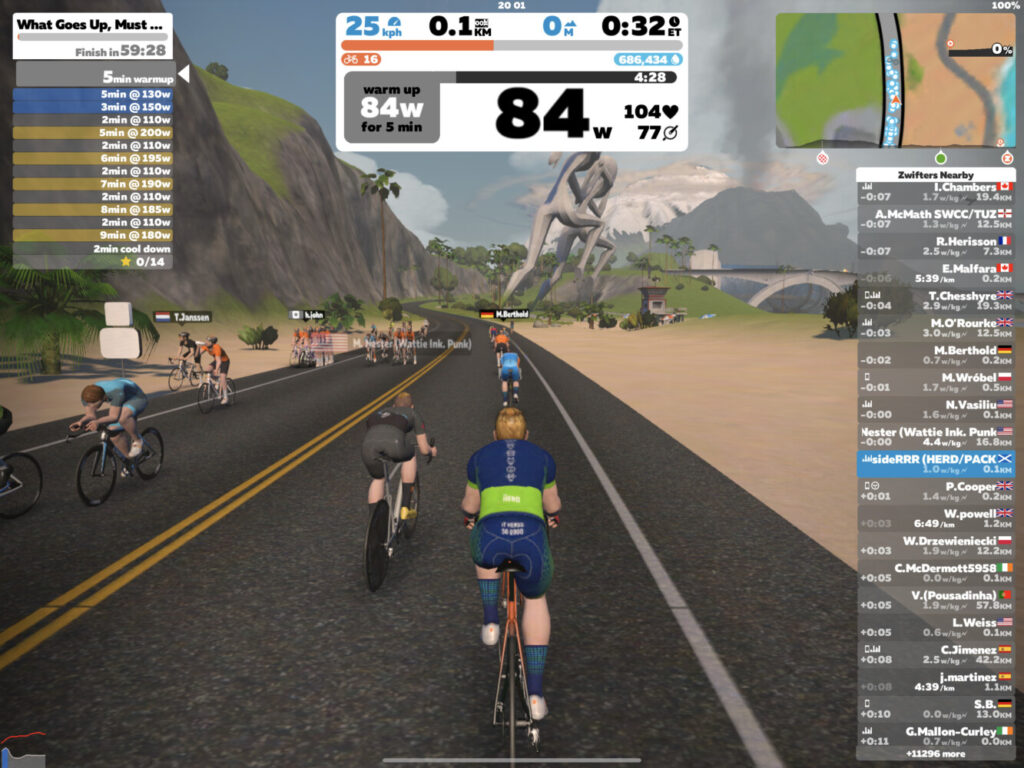 20 01
100%
What Goes Up, Must ...
Finish in 59:28
5min warmup
5min @ 130w
3min @ 150w
2min @ 110w
5min @ 200w
2min @ 110w
6min @ 195w
2min @ 110w
7min @ 190w
2min @ 110w
8min @ 185w
2min @ 110w
9min @ 180w
2min cool down
0/14
25 kph 0.1 KM 0 M 0:32 ET
16
686,434
4:28
warm up
84w
for 5 min
84 w
104
77
0%
T.Janssen
h.john
M.Berthold
M. Nester (Wattie Ink. Punk)
HERD
Zwifters Nearby
I.Chambers
-0:07 1.7w/kg 19.4KM
A.McMath SWCC/TUZ
-0:07 1.3w/kg 12.5KM
R.Herisson
-0:07 2.5w/kg 7.3KM
E.Malfara
-0:06 5:39/km 0.2KM
T.Chesshyre
-0:04 2.9w/kg 19.3KM
M.O'Rourke
-0:03 3.0w/kg 12.5KM
M.Berthold
-0:02 0.7w/kg 0.2KM
M.Wróbel
-0:01 1.7w/kg 0.5KM
N.Vasiliu
-0:00 1.6w/kg 0.1KM
Nester (Wattie Ink. Punk
-0:00 4.4w/kg 16.8KM
sideRRR (HERD/PACK
1.0w/kg 0.1KM
P.Cooper
+0:01 1.4w/kg 0.2KM
W.powell
+0:03 6:49/km 1.2KM
W.Drzewieniecki
+0:03 1.9w/kg 12.2KM
C.McDermott5958
+0:05 0.0w/kg 0.1KM
V.(Pousadinha)
+0:05 1.9w/kg 57.8KM
L.Weiss
+0:05 0.6w/kg 0.1KM
C.Jimenez
+0:08 2.5w/kg 42.2KM
j.martinez
+0:08 4:39/km 1.1KM
S.B.
+0:10 0.0w/kg 13.0KM
G.Mallon-Curley
+0:11 0.7w/kg 0.0KM
+11296 more